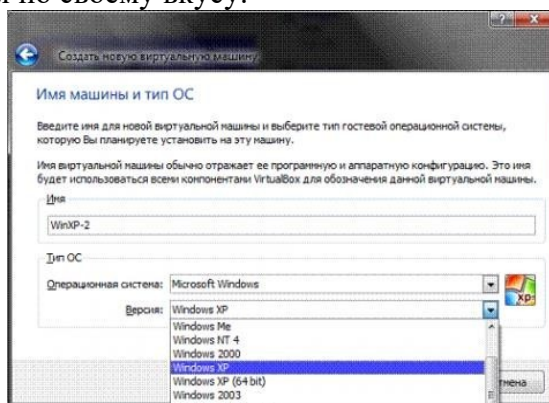 по своему вкусу.
Создать новую виртуальную машину
Имя машины и тип ОС
Введите имя для новой виртуальной машины и выберите тип гостевой операционной системы,
которую Вы планируете установить на эту машину.
Имя виртуальной машины обычно отражает ее программную и аппаратную конфигурацию. Это имя
будет использоваться всеми компонентами VirtualBox для обозначения данной виртуальной машины.
Имя
WinXP-2
Тип ОС
Операционная система: Microsoft Windows
XP
Версия: Windows XP
Windows Me
Windows NT 4
Windows 2000
Windows XP
Windows XP (64 bit)
Windows 2003